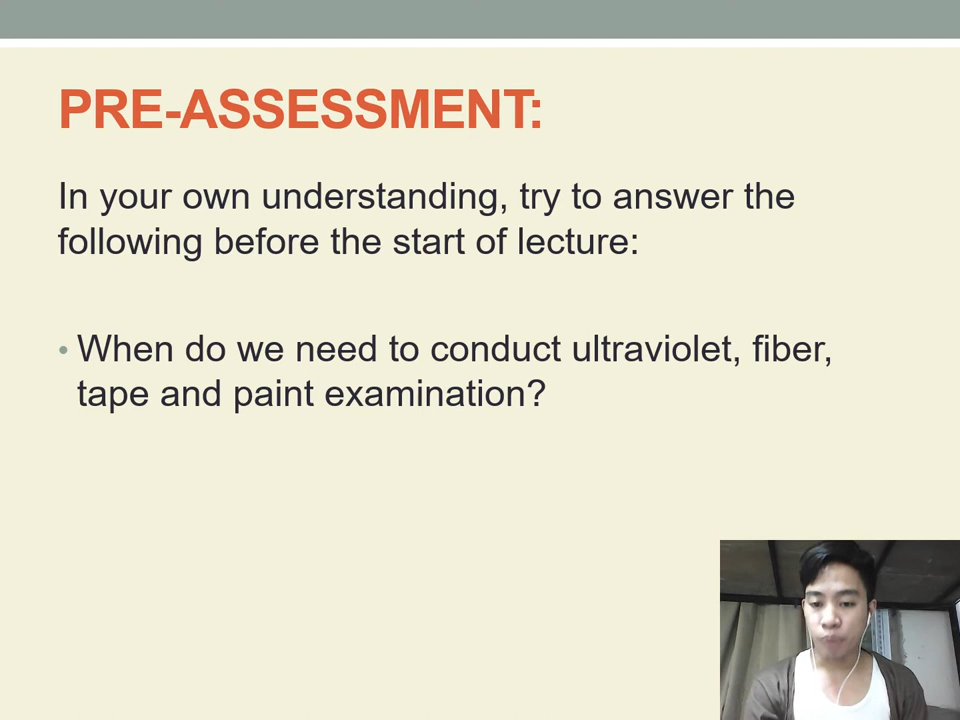 PRE-ASSESSMENT:
In your own understanding, try to answer the
following before the start of lecture:
• When do we need to conduct ultraviolet, fiber,
tape and paint examination?